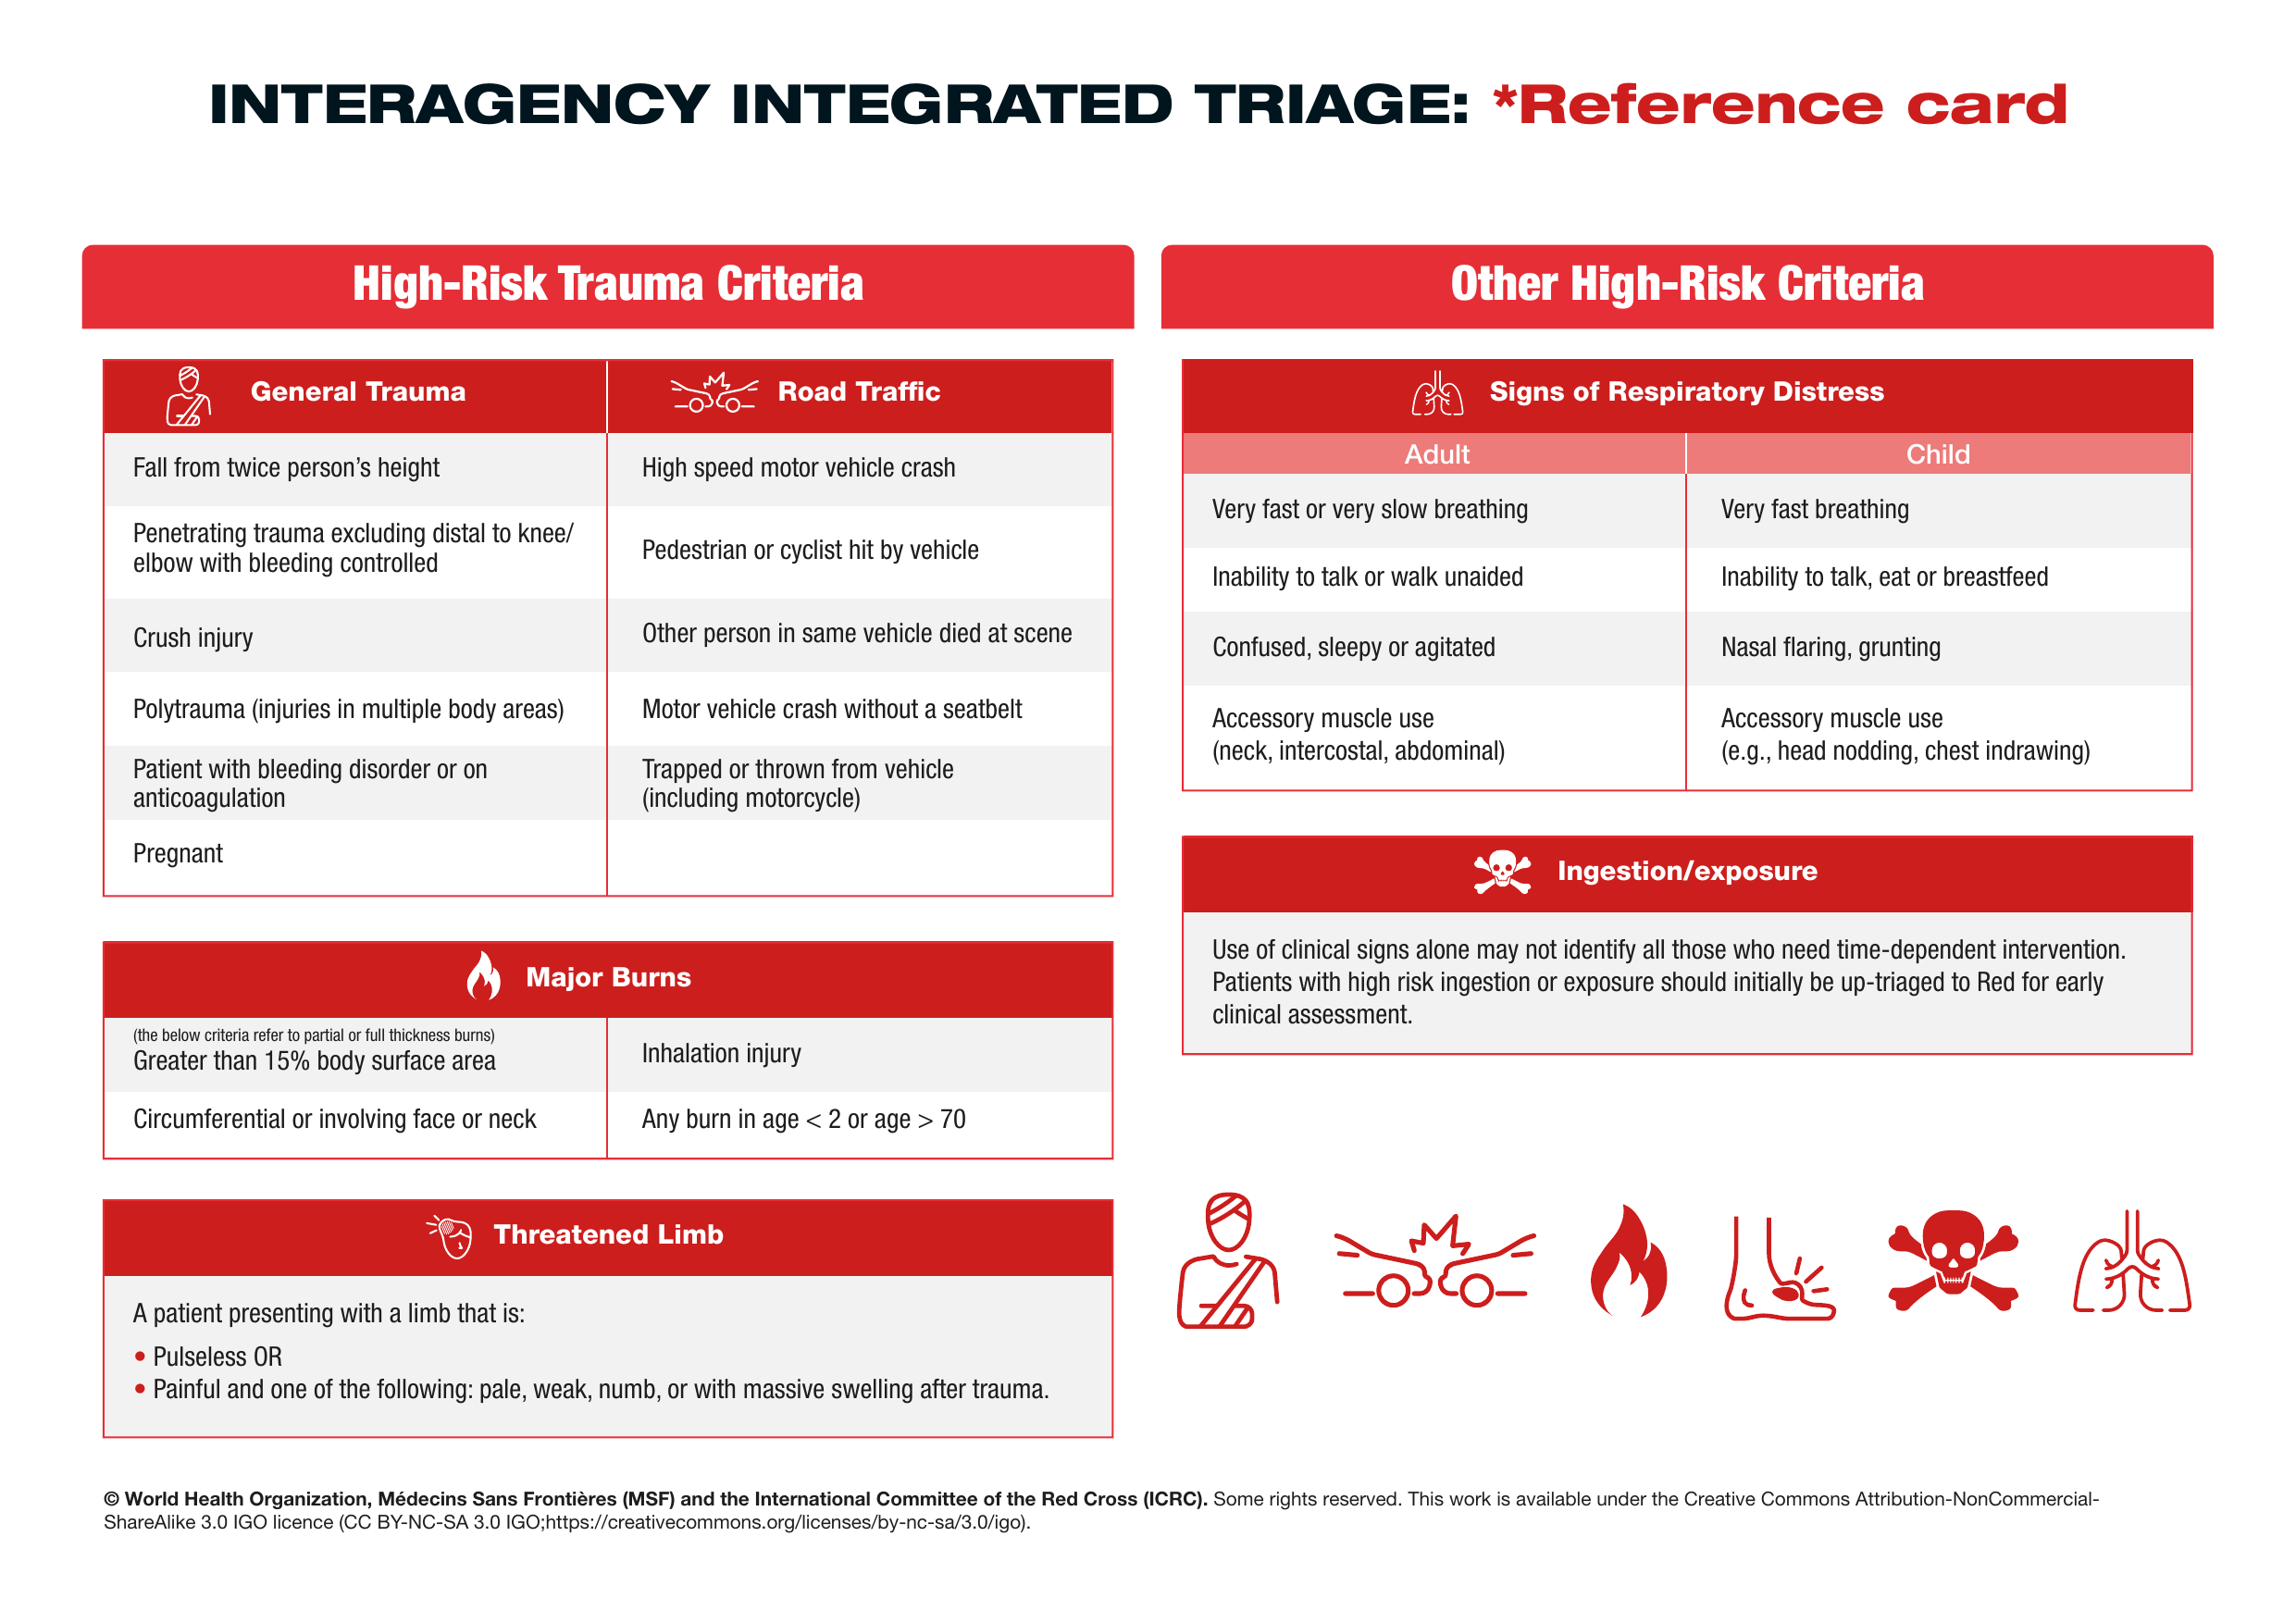 INTERAGENCY INTEGRATED TRIAGE: *Reference card
High-Risk Trauma Criteria
General Trauma
Road Traffic
Fall from twice person’s height
High speed motor vehicle crash
Penetrating trauma excluding distal to knee/
elbow with bleeding controlled
Pedestrian or cyclist hit by vehicle
Crush injury
Other person in same vehicle died at scene
Polytrauma (injuries in multiple body areas)
Motor vehicle crash without a seatbelt
Patient with bleeding disorder or on
anticoagulation
Trapped or thrown from vehicle
(including motorcycle)
Pregnant
Major Burns
(the below criteria refer to partial or full thickness burns)
Greater than 15% body surface area
Inhalation injury
Circumferential or involving face or neck
Any burn in age < 2 or age > 70
Threatened Limb
A patient presenting with a limb that is:
• Pulseless OR
• Painful and one of the following: pale, weak, numb, or with massive swelling after trauma.
Other High-Risk Criteria
Signs of Respiratory Distress
Adult
Child
Very fast or very slow breathing
Very fast breathing
Inability to talk or walk unaided
Inability to talk, eat or breastfeed
Confused, sleepy or agitated
Nasal flaring, grunting
Accessory muscle use
(neck, intercostal, abdominal)
Accessory muscle use
(e.g., head nodding, chest indrawing)
Ingestion/exposure
Use of clinical signs alone may not identify all those who need time-dependent intervention.
Patients with high risk ingestion or exposure should initially be up-triaged to Red for early
clinical assessment.
© World Health Organization, Médecins Sans Frontières (MSF) and the International Committee of the Red Cross (ICRC). Some rights reserved. This work is available under the Creative Commons Attribution-NonCommercial-
ShareAlike 3.0 IGO licence (CC BY-NC-SA 3.0 IGO;https://creativecommons.org/licenses/by-nc-sa/3.0/igo).